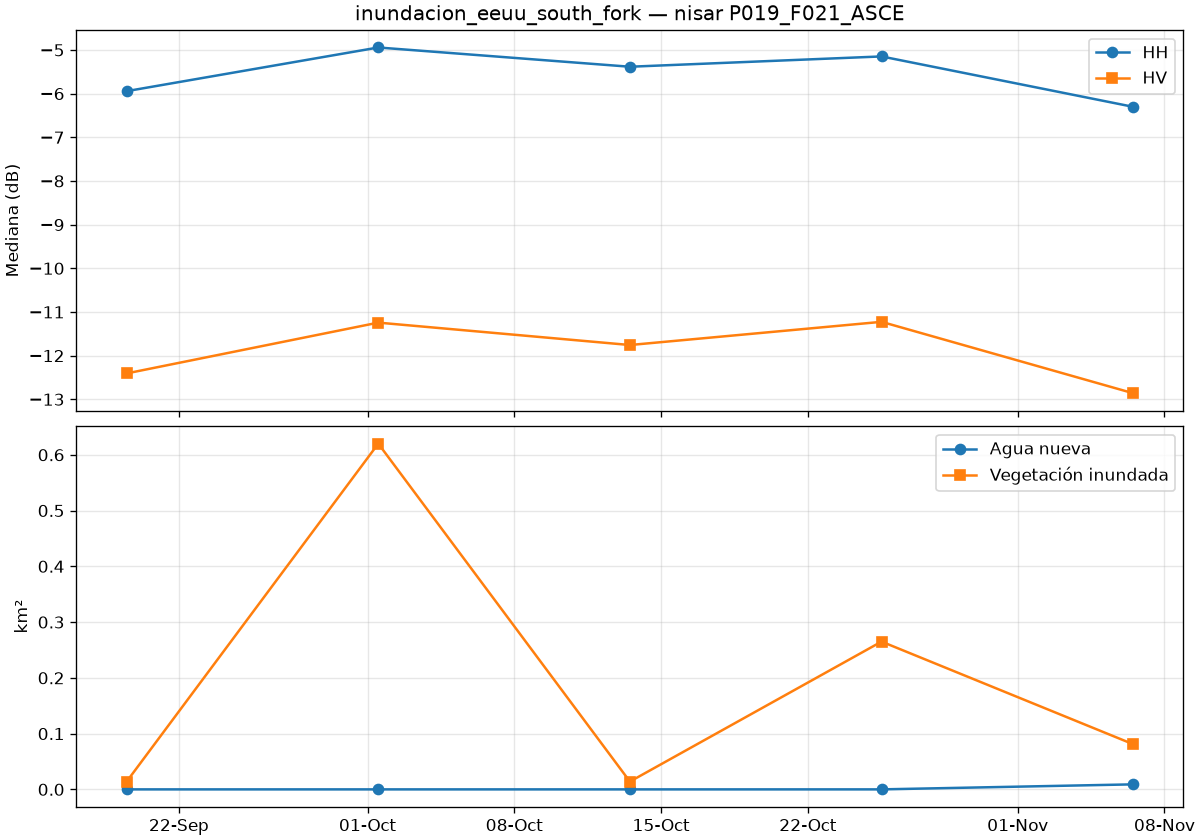 inundacion_eeuu_south_fork — nisar P019_F021_ASCE
Mediana (dB)
−5
−6
−7
−8
−9
−10
−11
−12
−13
HH
HV
km²
0.6
0.5
0.4
0.3
0.2
0.1
0.0
Agua nueva
Vegetación inundada
22-Sep 01-Oct 08-Oct 15-Oct 22-Oct 01-Nov 08-Nov